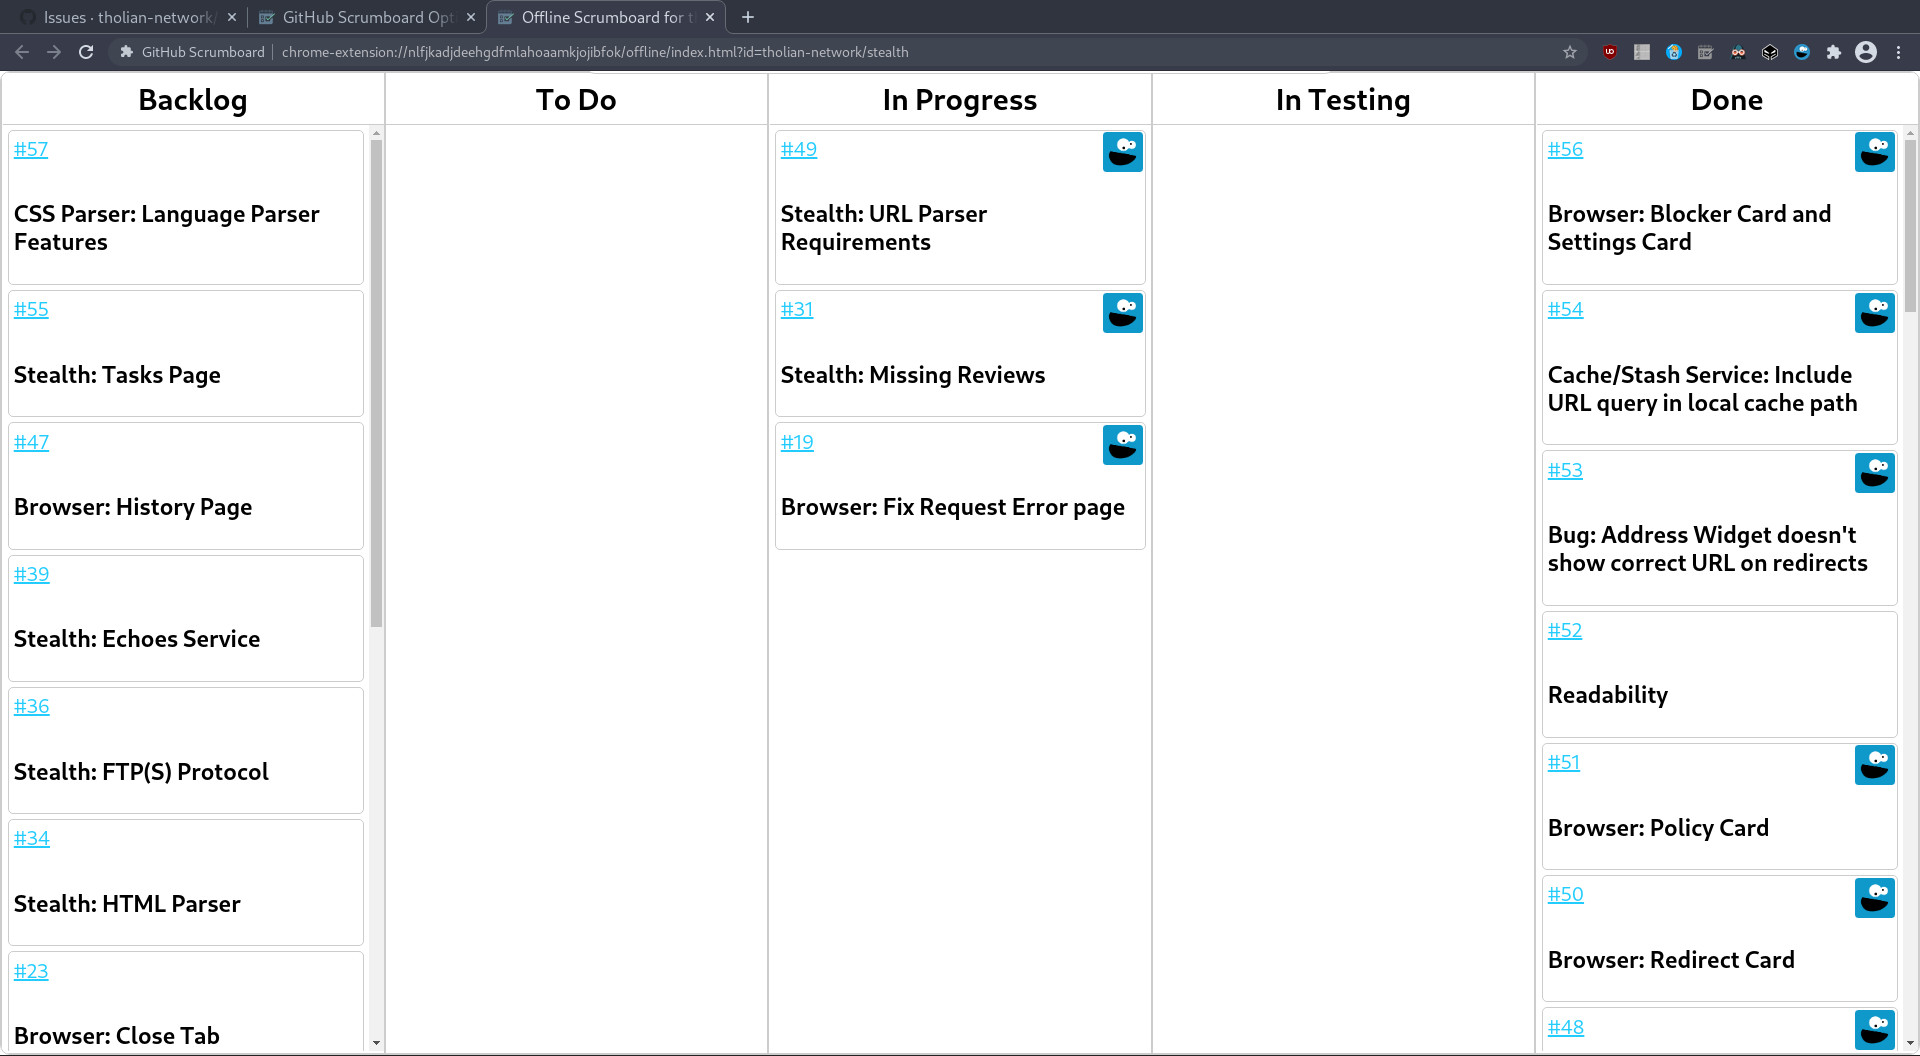 Issues · tholian-network/
GitHub Scrumboard Opt
Offline Scrumboard for t
GitHub Scrumboard
chrome-extension://nlfjkadjdeehgdfmlahoaamkjojibfok/offline/index.html?id=tholian-network/stealth
Backlog
#57
CSS Parser: Language Parser
Features
#55
Stealth: Tasks Page
#47
Browser: History Page
#39
Stealth: Echoes Service
#36
Stealth: FTP(S) Protocol
#34
Stealth: HTML Parser
#23
Browser: Close Tab
To Do
In Progress
#49
Stealth: URL Parser
Requirements
#31
Stealth: Missing Reviews
#19
Browser: Fix Request Error page
In Testing
Done
#56
Browser: Blocker Card and
Settings Card
#54
Cache/Stash Service: Include
URL query in local cache path
#53
Bug: Address Widget doesn't
show correct URL on redirects
#52
Readability
#51
Browser: Policy Card
#50
Browser: Redirect Card
#48